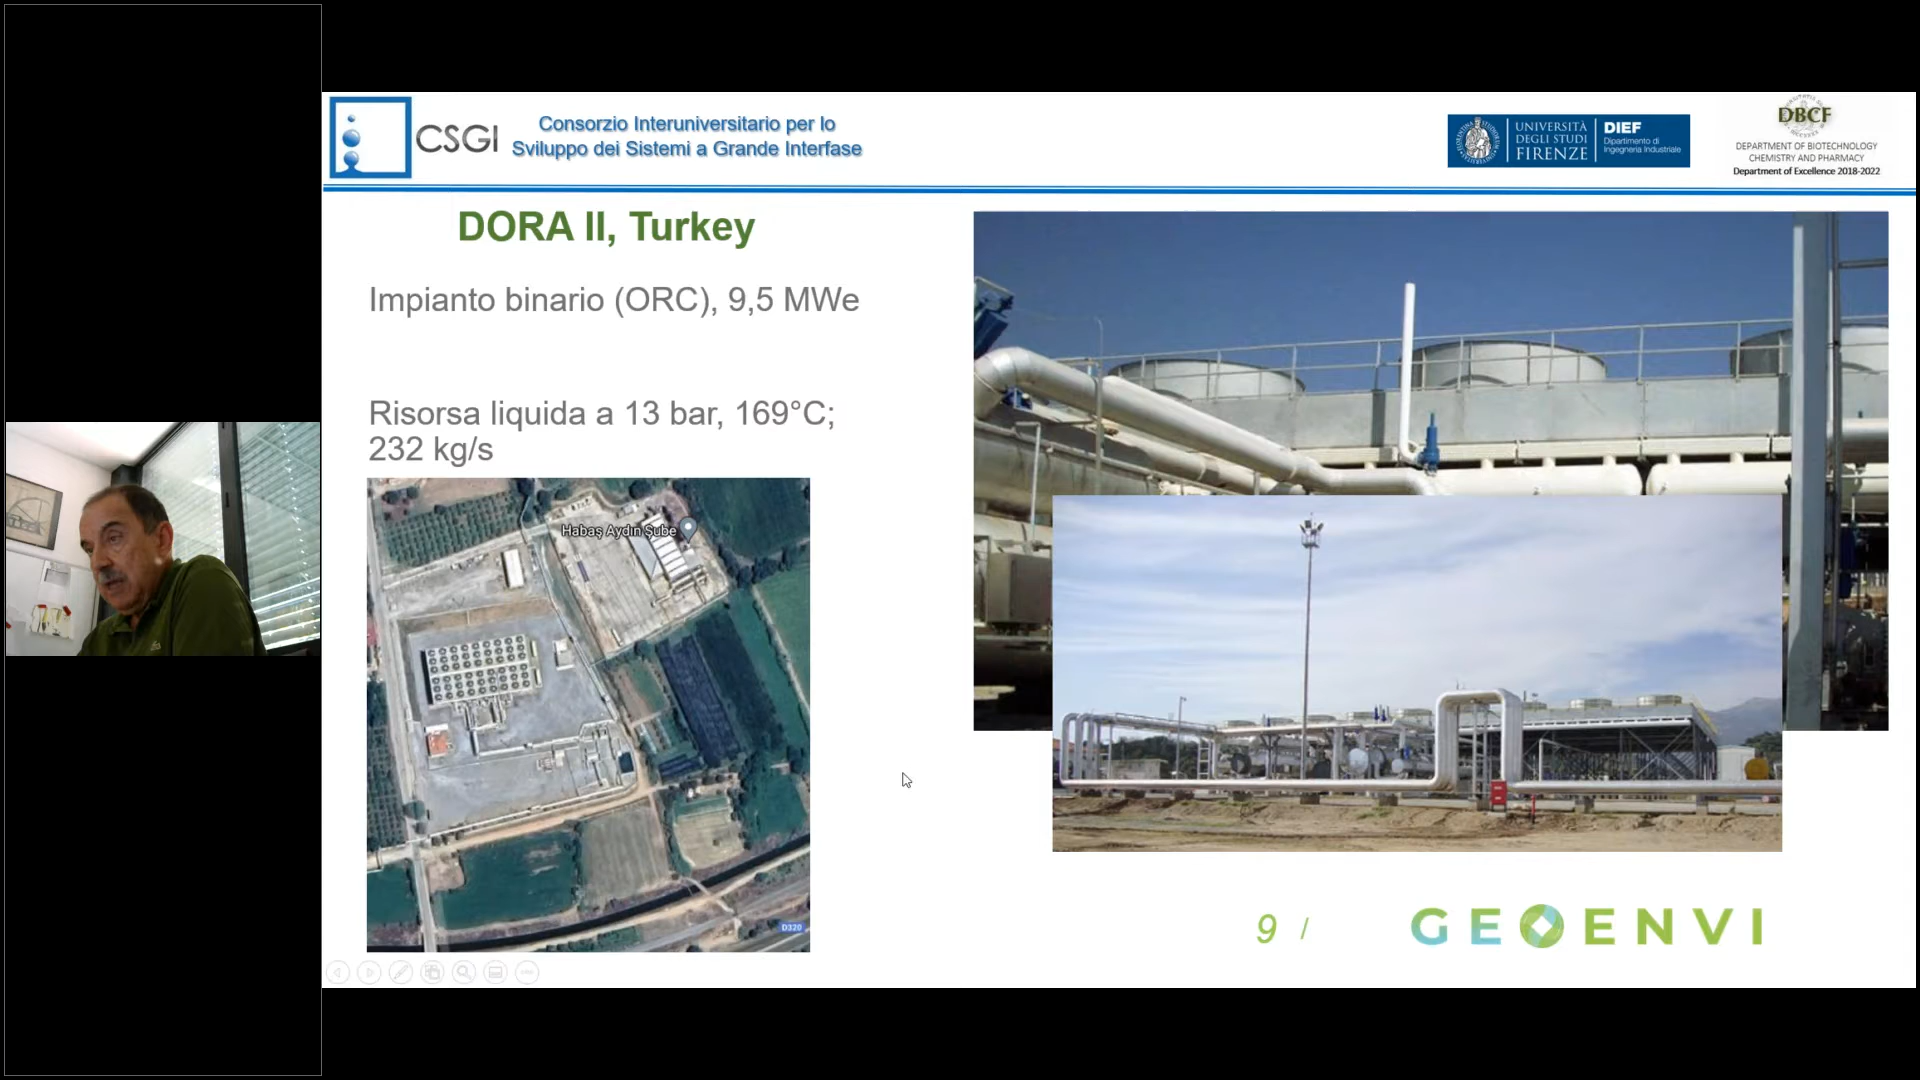 CSGI
Consorzio Interuniversitario per lo
Sviluppo dei Sistemi a Grande Interfase
UNIVERSITÀ
DEGLI STUDI
FIRENZE
DIEF
Dipartimento di
Ingegneria Industriale
DBCF
DEPARTMENT OF BIOTECHNOLOGY
CHEMISTRY AND PHARMACY
Department of Excellence 2018-2022
DORA II, Turkey
Impianto binario (ORC), 9,5 MWe
Risorsa liquida a 13 bar, 169°C;
232 kg/s
Habaş Aydın Şube
D320
9 /
GEOENVI